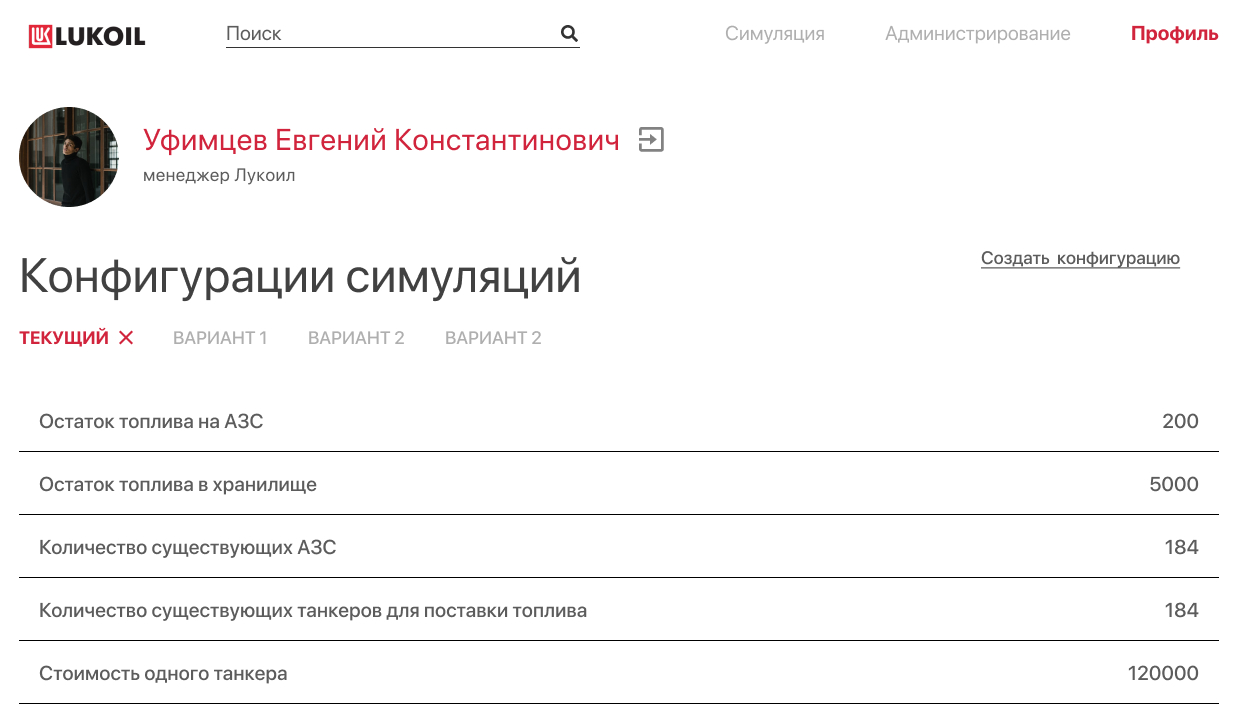 LUKOIL
Поиск
Симуляция
Администрирование
Профиль
Уфимцев Евгений Константинович
менеджер Лукоил
Конфигурации симуляций
Создать конфигурацию
ТЕКУЩИЙ
ВАРИАНТ 1
ВАРИАНТ 2
ВАРИАНТ 2
Остаток топлива на АЗС 200
Остаток топлива в хранилище 5000
Количество существующих АЗС 184
Количество существующих танкеров для поставки топлива 184
Стоимость одного танкера 120000